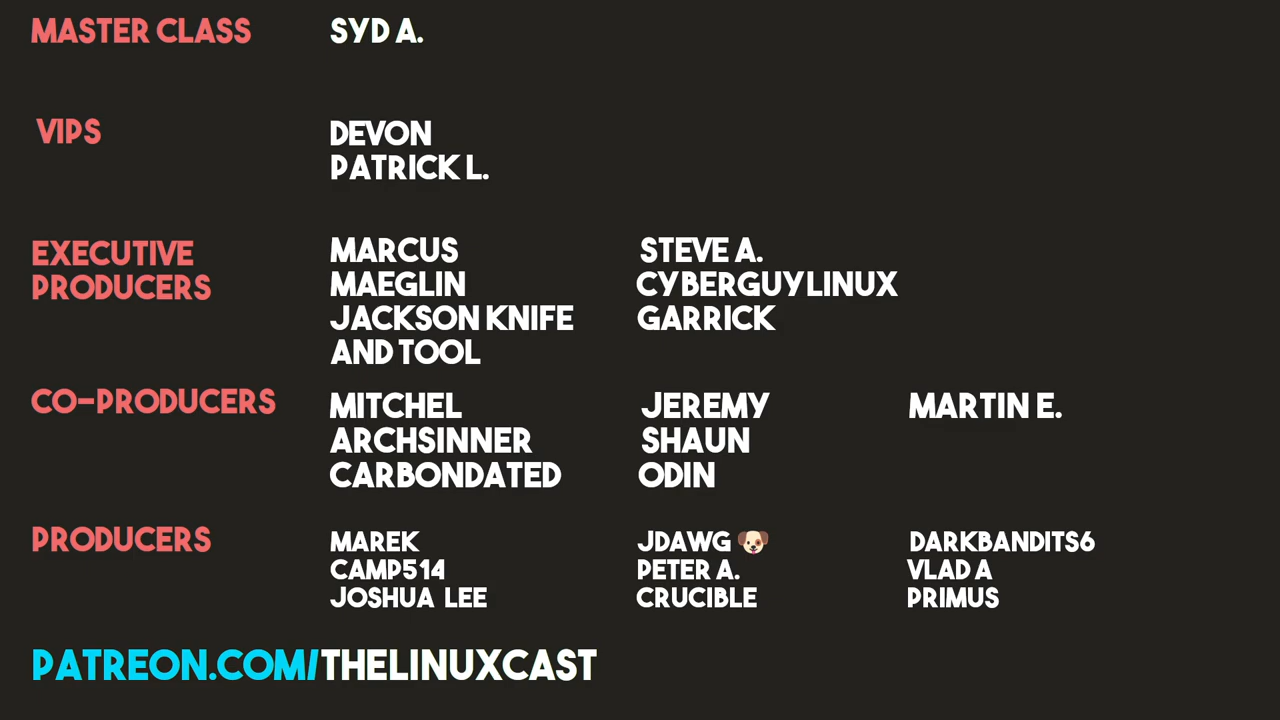 MASTER CLASS SYD A.
VIPS DEVON
PATRICK L.
EXECUTIVE MARCUS STEVE A.
PRODUCERS MAEGLIN CYBERGUYLINUX
JACKSON KNIFE GARRICK
AND TOOL
CO-PRODUCERS MITCHEL JEREMY MARTIN E.
ARCHSINNER SHAUN
CARBONDATED ODIN
PRODUCERS MAREK JDAWG 🐶 DARKBANDITS6
CAMP514 PETER A. VLAD A
JOSHUA LEE CRUCIBLE PRIMUS
PATREON.COM/THELINUXCAST